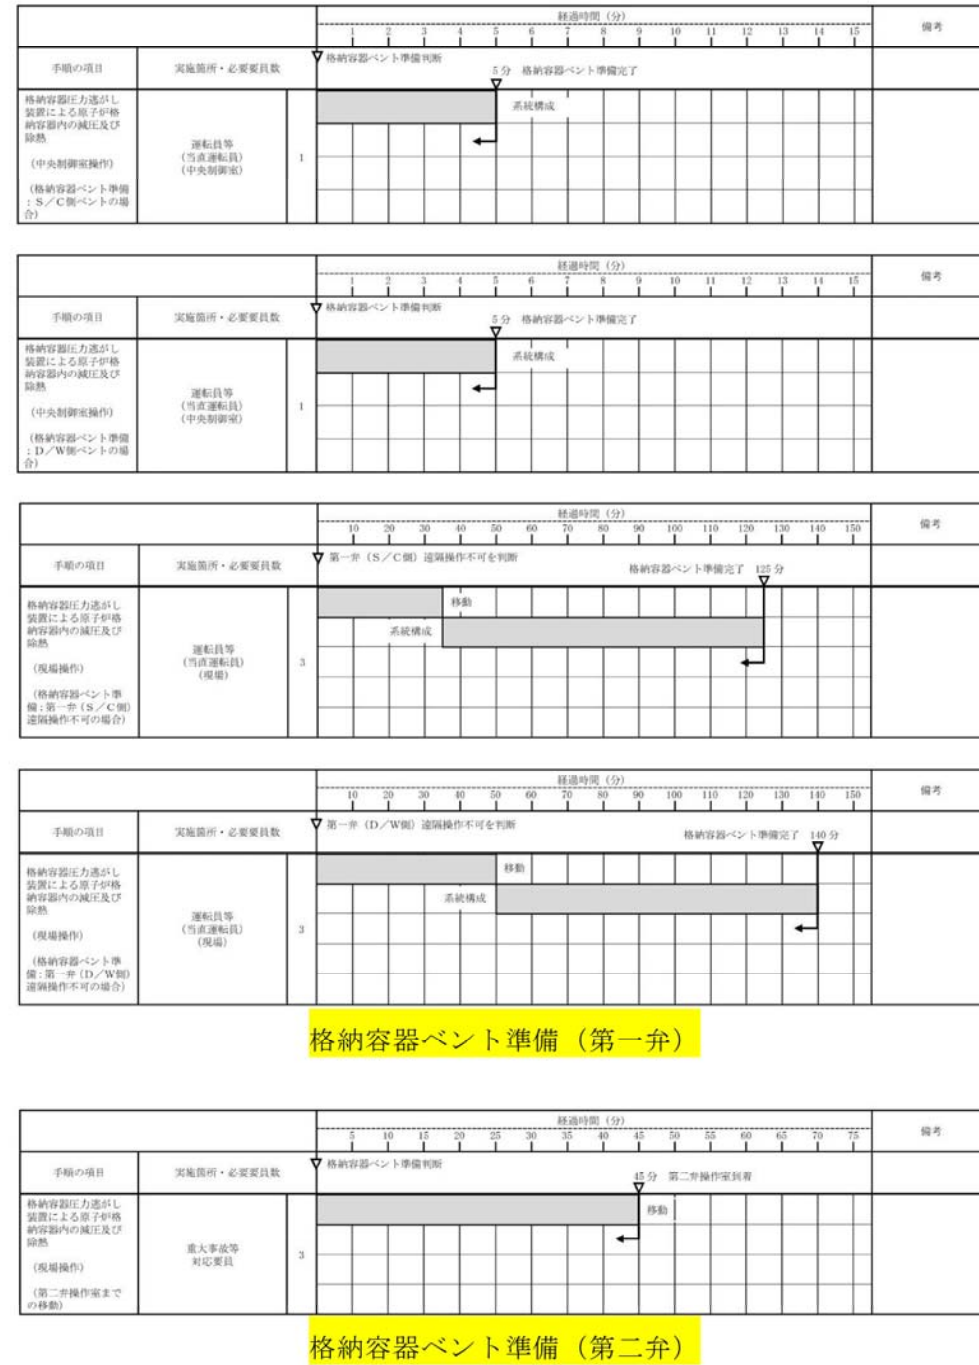 経過時間（分）
備考
1 2 3 4 5 6 7 8 9 10 11 12 13 14 15
手順の項目
実施箇所・必要要員数
格納容器ベント準備判断
5分 格納容器ベント準備完了
格納容器圧力逃がし
装置による原子炉格
納容器内の減圧及び
除熱
（中央制御室操作）
（格納容器ベント準備
：S／C側ベントの場
合）
運転員等
（当直運転員）
（中央制御室）
1
系統構成
経過時間（分）
備考
1 2 3 4 5 6 7 8 9 10 11 12 13 14 15
手順の項目
実施箇所・必要要員数
格納容器ベント準備判断
5分 格納容器ベント準備完了
格納容器圧力逃がし
装置による原子炉格
納容器内の減圧及び
除熱
（中央制御室操作）
（格納容器ベント準備
：D／W側ベントの場
合）
運転員等
（当直運転員）
（中央制御室）
1
系統構成
経過時間（分）
備考
10 20 30 40 50 60 70 80 90 100 110 120 130 140 150
手順の項目
実施箇所・必要要員数
第一弁（S／C側）遠隔操作不可を判断
格納容器ベント準備完了 125分
格納容器圧力逃がし
装置による原子炉格
納容器内の減圧及び
除熱
（現場操作）
（格納容器ベント準
備：第一弁（S／C側）
遠隔操作不可の場合）
運転員等
（当直運転員）
（現場）
3
移動
系統構成
経過時間（分）
備考
10 20 30 40 50 60 70 80 90 100 110 120 130 140 150
手順の項目
実施箇所・必要要員数
第一弁（D／W側）遠隔操作不可を判断
格納容器ベント準備完了 140分
格納容器圧力逃がし
装置による原子炉格
納容器内の減圧及び
除熱
（現場操作）
（格納容器ベント準
備：第一弁（D／W側）
遠隔操作不可の場合）
運転員等
（当直運転員）
（現場）
3
移動
系統構成
格納容器ベント準備（第一弁）
経過時間（分）
備考
5 10 15 20 25 30 35 40 45 50 55 60 65 70 75
手順の項目
実施箇所・必要要員数
格納容器ベント準備判断
45分 第二弁操作室到着
格納容器圧力逃がし
装置による原子炉格
納容器内の減圧及び
除熱
（現場操作）
（第二弁操作室まで
の移動）
重大事故等
対応要員
3
移動
格納容器ベント準備（第二弁）